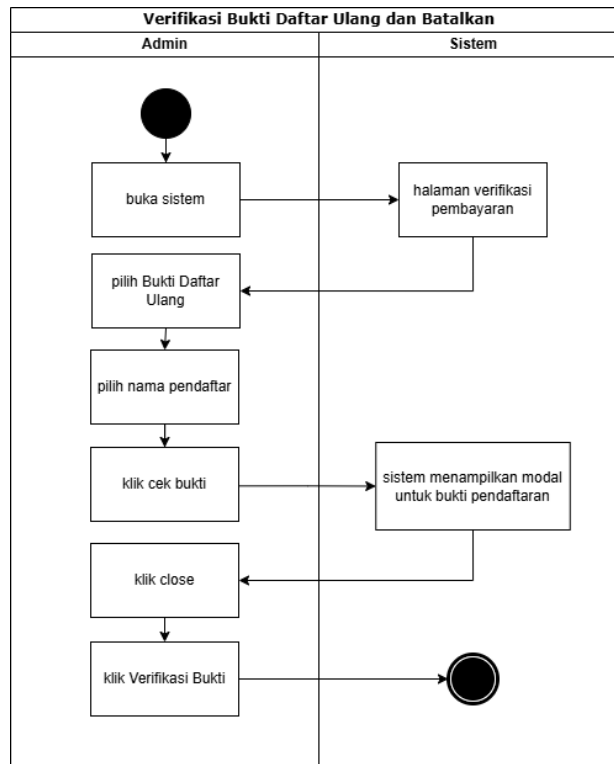 Verifikasi Bukti Daftar Ulang dan Batalkan
Admin
Sistem
buka sistem
halaman verifikasi
pembayaran
pilih Bukti Daftar
Ulang
pilih nama pendaftar
klik cek bukti
sistem menampilkan modal
untuk bukti pendaftaran
klik close
klik Verifikasi Bukti